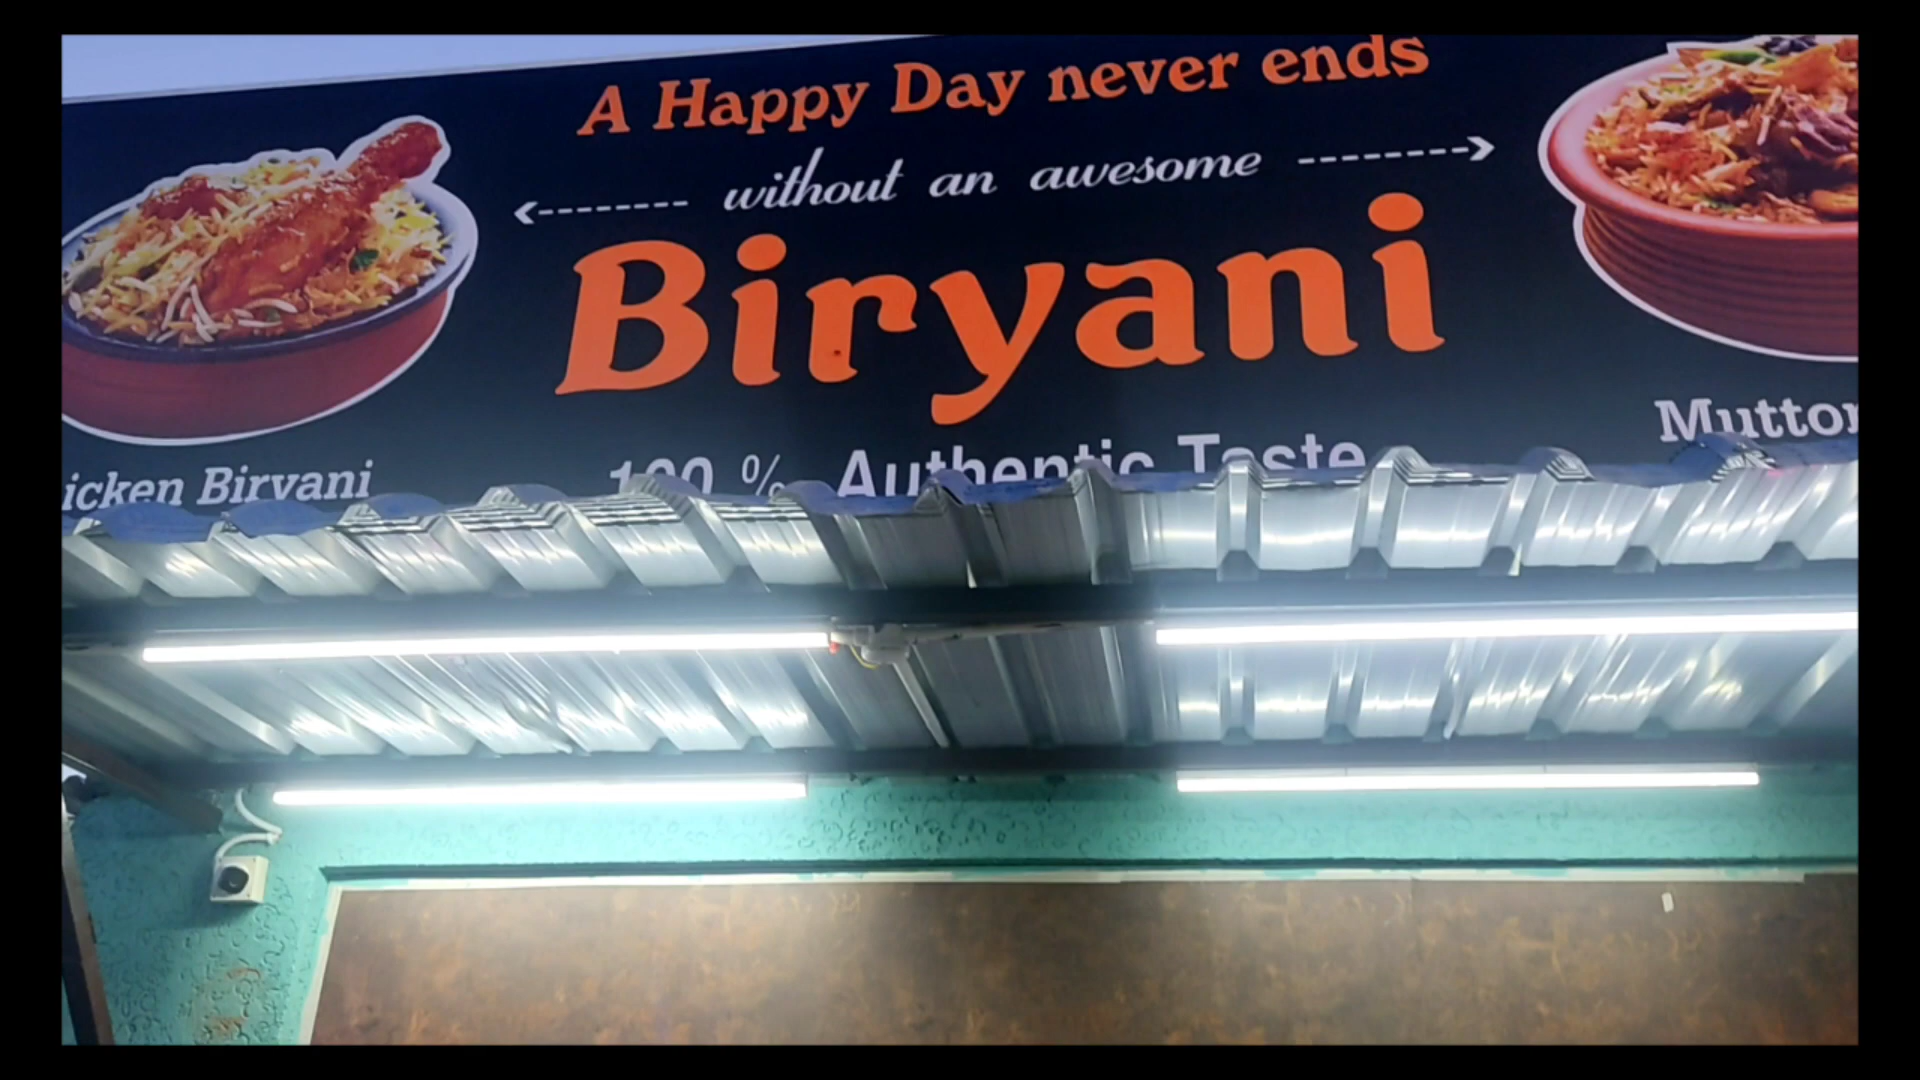 A Happy Day never ends
without an awesome
Biryani
100 % Authentic Taste
icken Biryani
Mutton